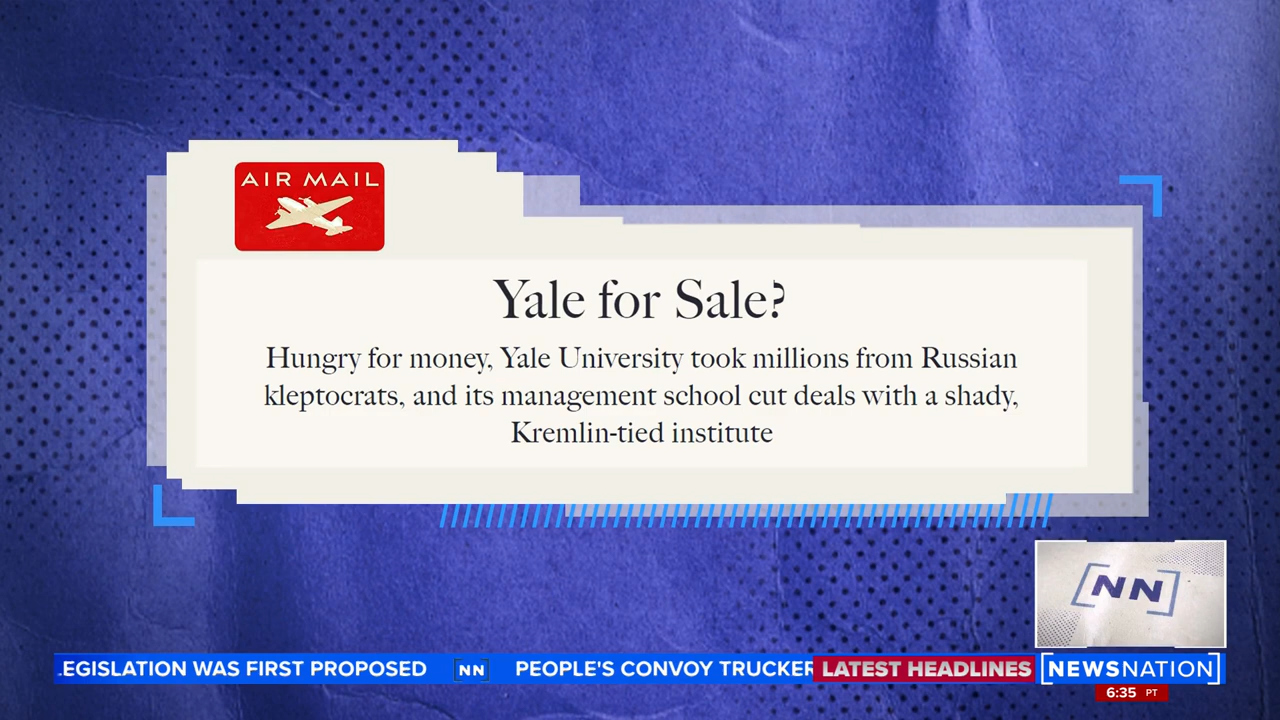 AIR MAIL
Yale for Sale?
Hungry for money, Yale University took millions from Russian
kleptocrats, and its management school cut deals with a shady,
Kremlin-tied institute
NN
EGISLATION WAS FIRST PROPOSED NN PEOPLE'S CONVOY TRUCKER LATEST HEADLINES NEWSNATION
6:35 PT